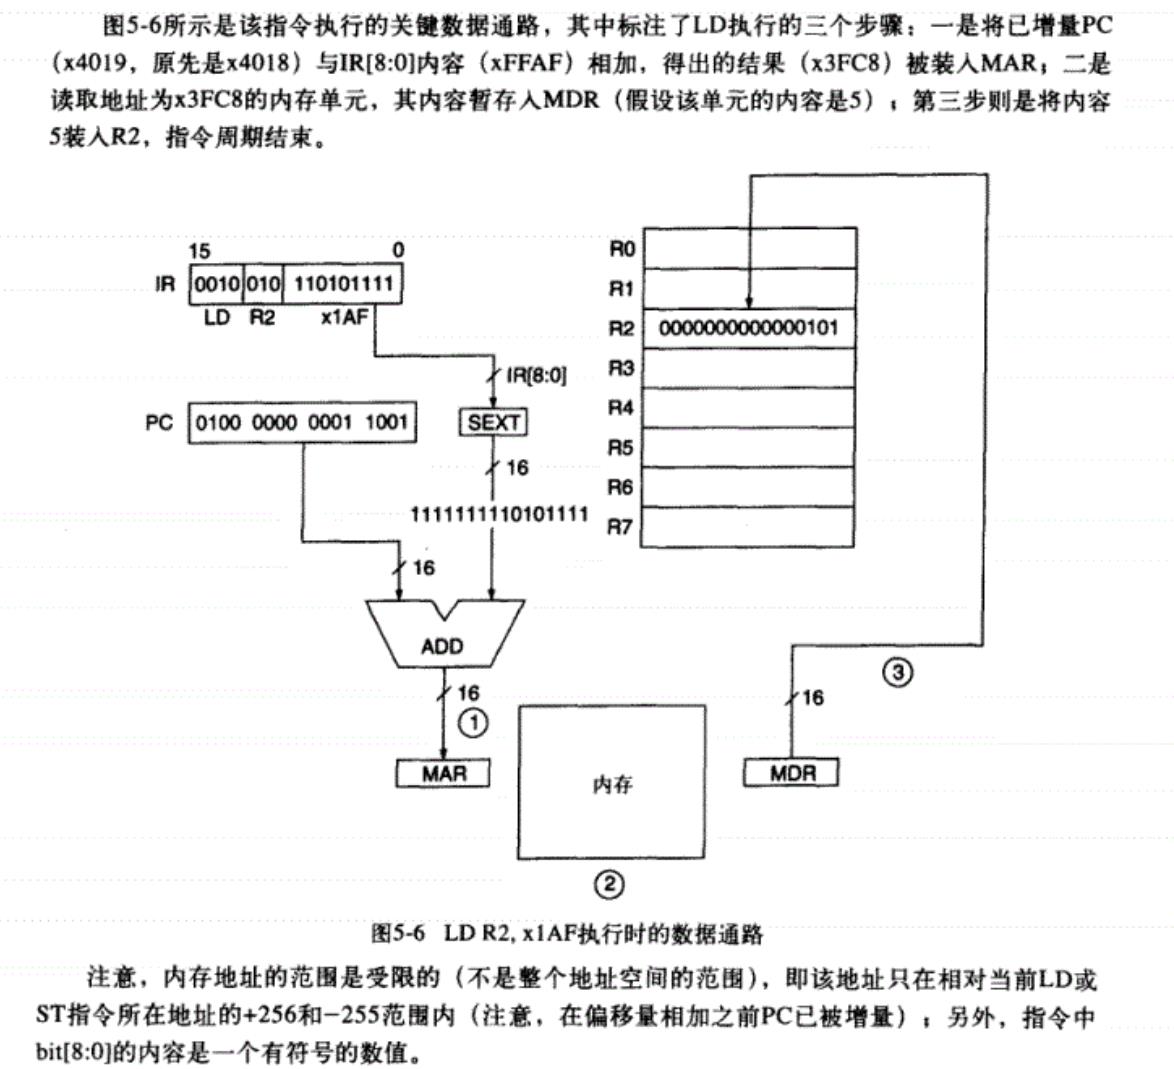 图5-6所示是该指令执行的关键数据通路，其中标注了LD执行的三个步骤：一是将已增量PC
（x4019，原先是x4018）与IR[8:0]内容（xFFAF）相加，得出的结果（x3FC8）被装入MAR；二是
读取地址为x3FC8的内存单元，其内容暂存入MDR（假设该单元的内容是5）；第三步则是将内容
5装入R2，指令周期结束。
15 0
IR 0010 010 110101111
LD R2 x1AF
IR[8:0]
PC 0100 0000 0001 1001
SEXT
16
1111111110101111
16
ADD
16
①
MAR
内存
②
R0
R1
R2 0000000000000101
R3
R4
R5
R6
R7
③
16
MDR
图5-6 LD R2, x1AF执行时的数据通路
注意，内存地址的范围是受限的（不是整个地址空间的范围），即该地址只在相对当前LD或
ST指令所在地址的+256和−255范围内（注意，在偏移量相加之前PC已被增量）；另外，指令中
bit[8:0]的内容是一个有符号的数值。